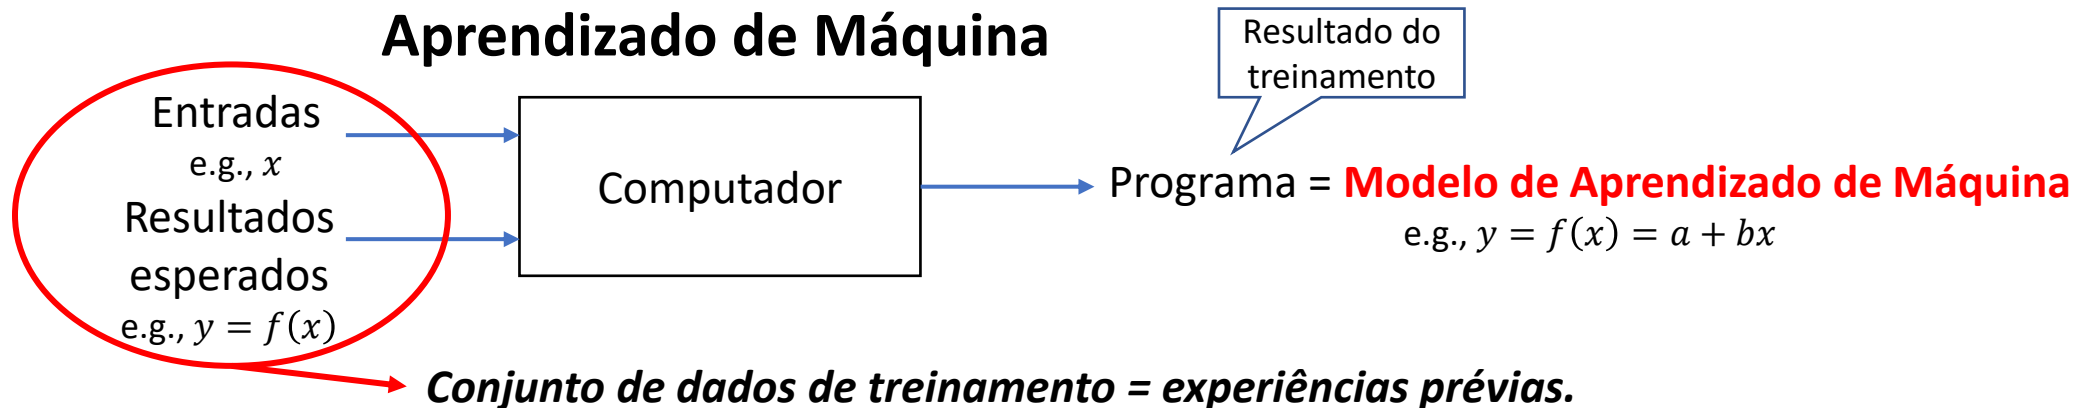 Aprendizado de Máquina
Resultado do
treinamento
Entradas
e.g., x
Resultados
esperados
e.g., y = f(x)
Computador
Programa = Modelo de Aprendizado de Máquina
e.g., y = f(x) = a + bx
Conjunto de dados de treinamento = experiências prévias.